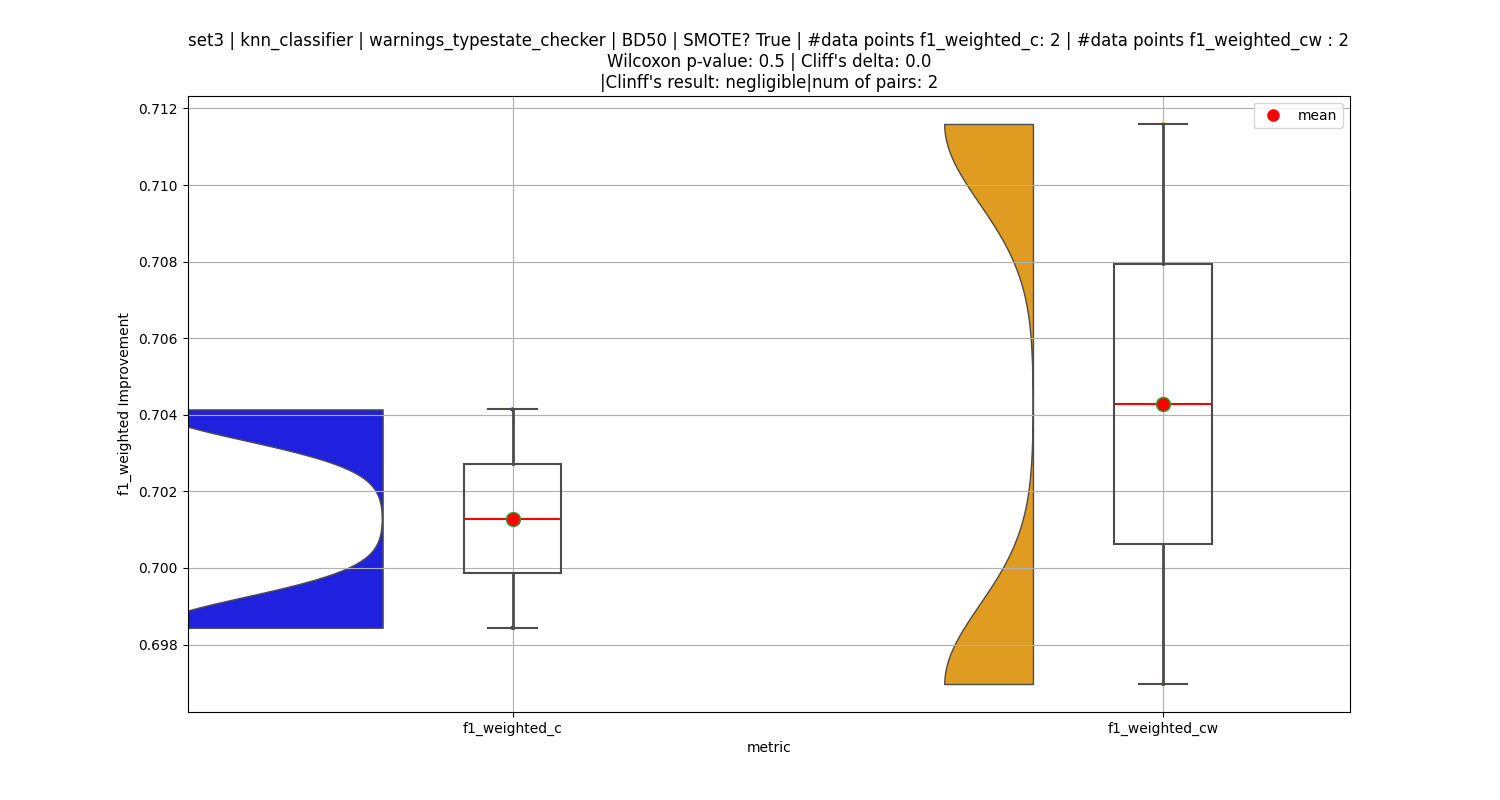 set3 | knn_classifier | warnings_typestate_checker | BD50 | SMOTE? True | #data points f1_weighted_c: 2 | #data points f1_weighted_cw : 2
Wilcoxon p-value: 0.5 | Cliff's delta: 0.0
|Clinff's result: negligible|num of pairs: 2
mean
0.712
0.710
0.708
0.706
0.704
0.702
0.700
0.698
f1_weighted Improvement
f1_weighted_c
f1_weighted_cw
metric